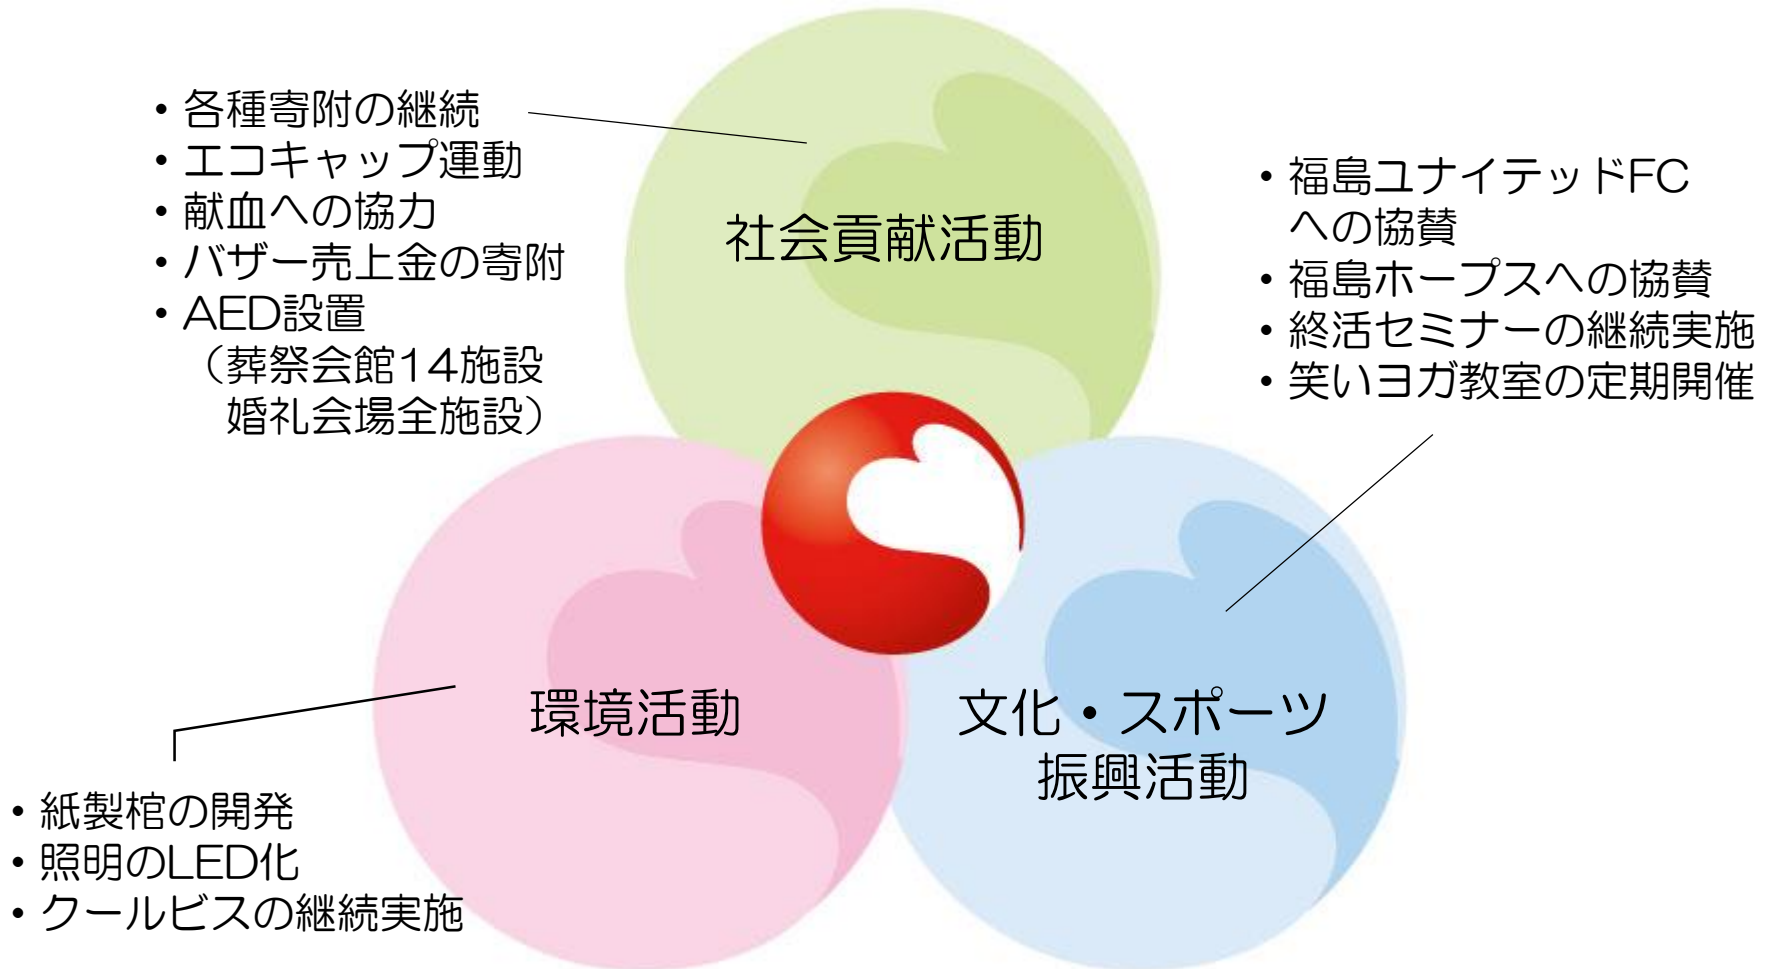 ・各種寄附の継続
・エコキャップ運動
・献血への協力
・バザー売上金の寄附
・AED設置
（葬祭会館14施設
婚礼会場全施設）
社会貢献活動
・福島ユナイテッドFC
への協賛
・福島ホープスへの協賛
・終活セミナーの継続実施
・笑いヨガ教室の定期開催
環境活動
文化・スポーツ
振興活動
・紙製棺の開発
・照明のLED化
・クールビスの継続実施